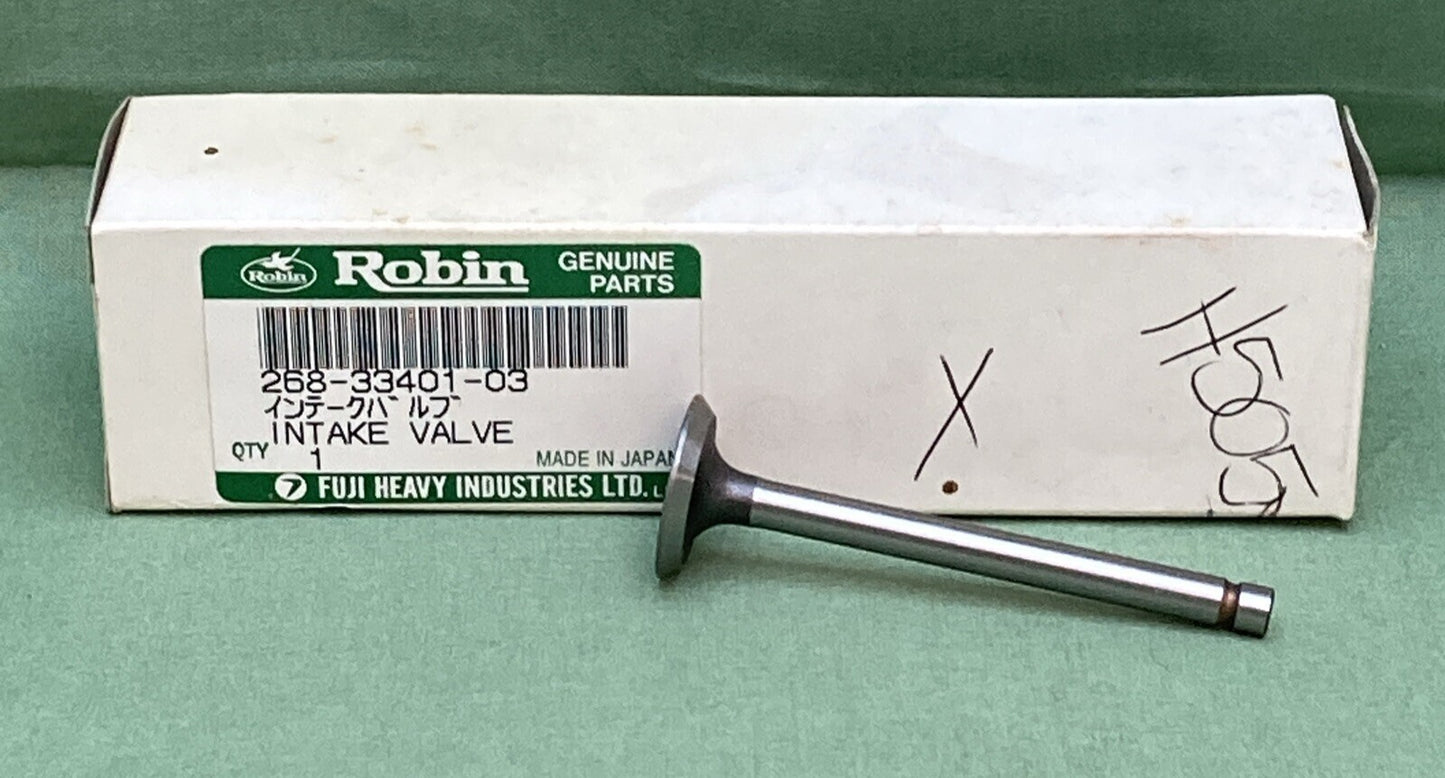 Robin
Robin
GENUINE
PARTS
268-33401-03
インテークバルブ
INTAKE VALVE
QTY 1
MADE IN JAPAN
FUJI HEAVY INDUSTRIES LTD.
X
H5005